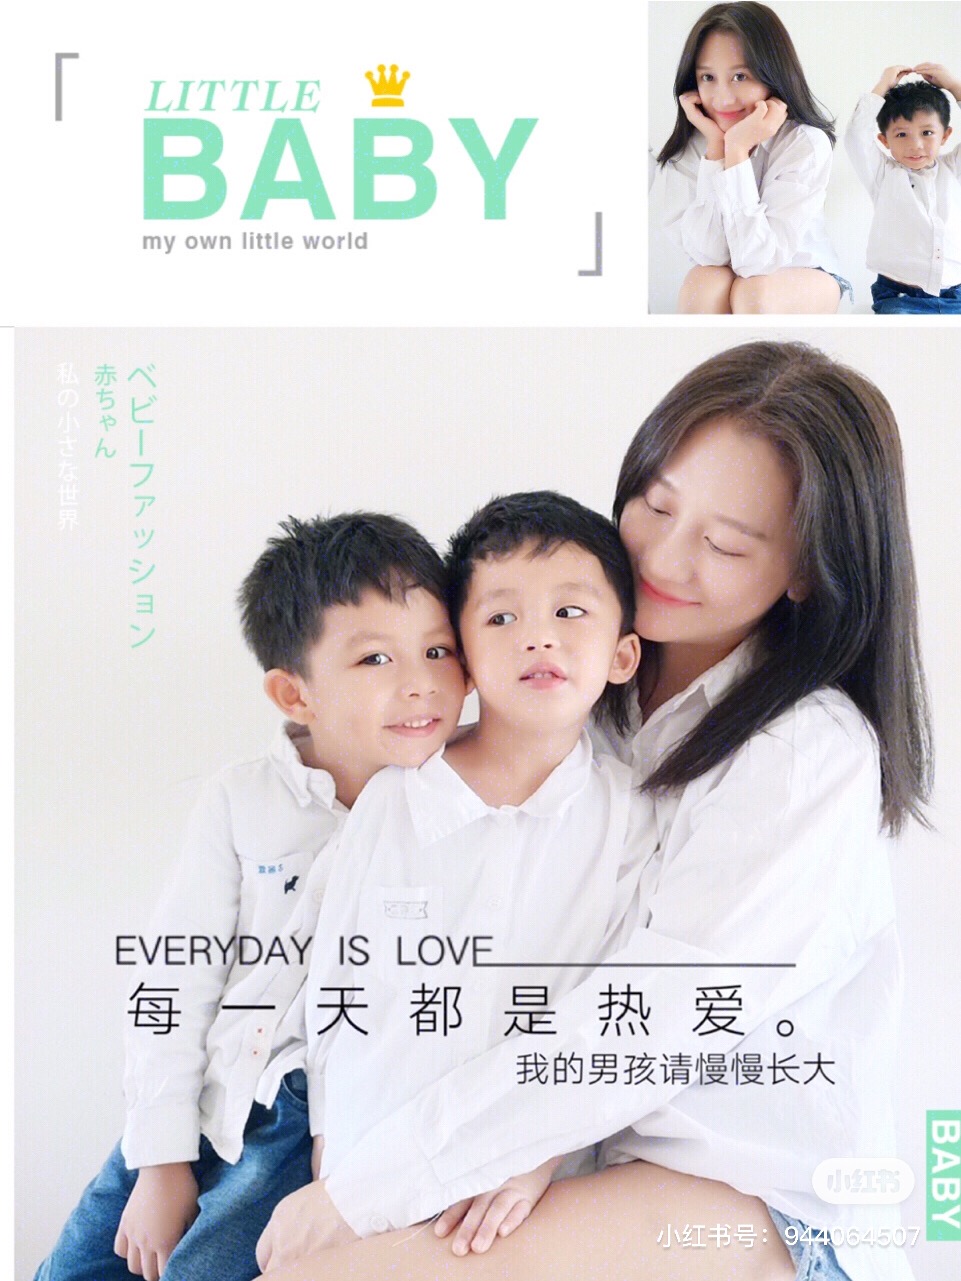 LITTLE
BABY
my own little world
ベビーファッション
赤ちゃん
私の小さな世界
EVERYDAY IS LOVE
每一天都是热爱。
我的男孩请慢慢长大
BABY
小红书
小红书号：944064507